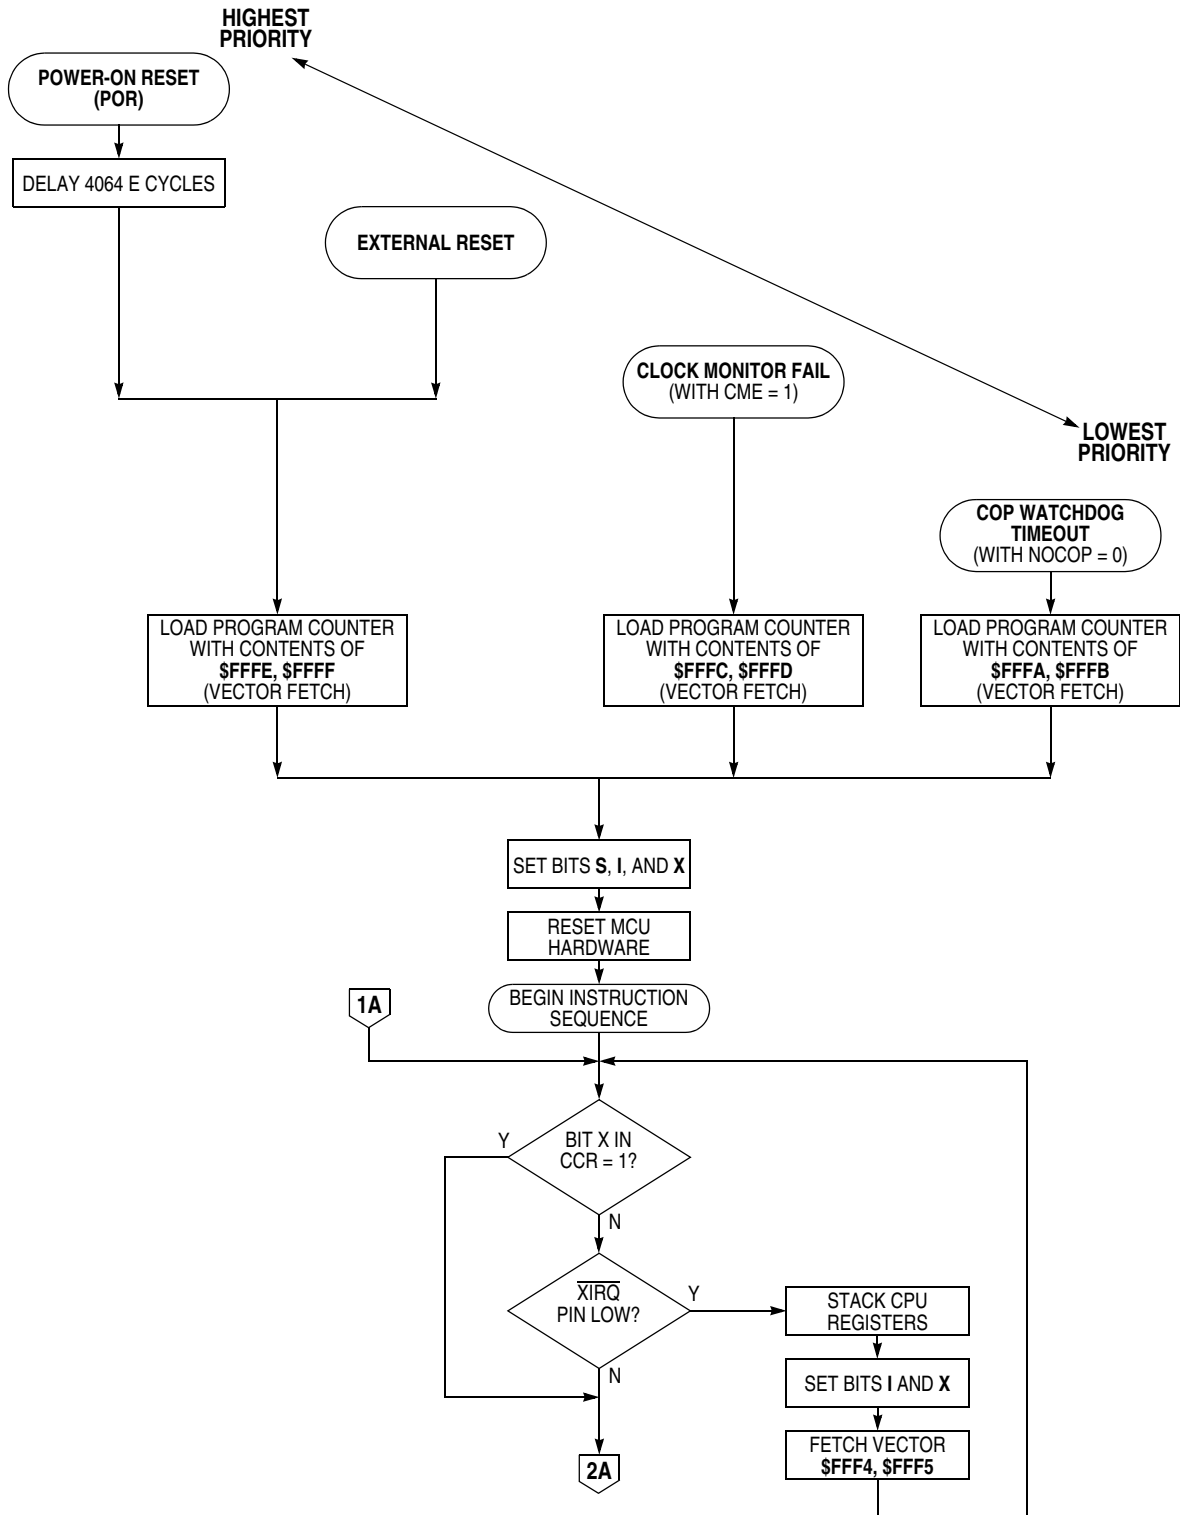 HIGHEST
PRIORITY
POWER-ON RESET
(POR)
DELAY 4064 E CYCLES
EXTERNAL RESET
CLOCK MONITOR FAIL
(WITH CME = 1)
LOWEST
PRIORITY
COP WATCHDOG
TIMEOUT
(WITH NOCOP = 0)
LOAD PROGRAM COUNTER
WITH CONTENTS OF
$FFFE, $FFFF
(VECTOR FETCH)
LOAD PROGRAM COUNTER
WITH CONTENTS OF
$FFFC, $FFFD
(VECTOR FETCH)
LOAD PROGRAM COUNTER
WITH CONTENTS OF
$FFFA, $FFFB
(VECTOR FETCH)
SET BITS S, I, AND X
RESET MCU
HARDWARE
BEGIN INSTRUCTION
SEQUENCE
1A
BIT X IN
CCR = 1?
Y
N
XIRQ
PIN LOW?
Y
N
STACK CPU
REGISTERS
SET BITS I AND X
FETCH VECTOR
$FFF4, $FFF5
2A